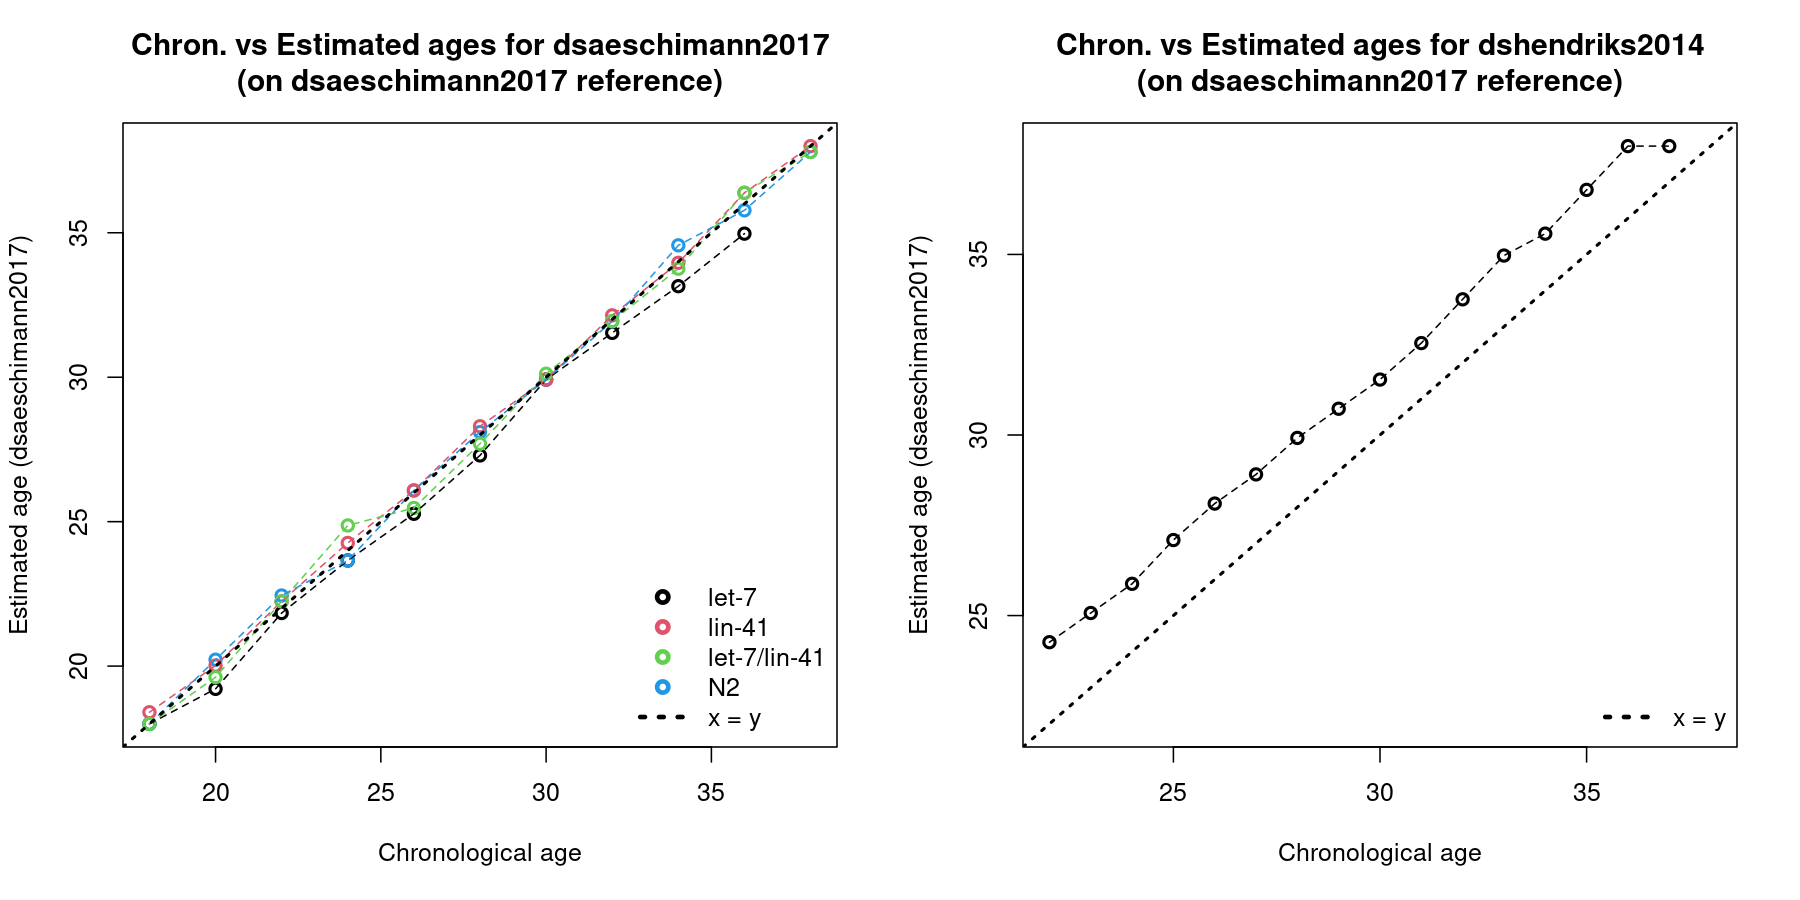 Chron. vs Estimated ages for dsaeschimann2017
(on dsaeschimann2017 reference)
Estimated age (dsaeschimann2017)
35
30
25
20
let-7
lin-41
let-7/lin-41
N2
x = y
20
25
30
35
Chronological age
Chron. vs Estimated ages for dshendriks2014
(on dsaeschimann2017 reference)
Estimated age (dsaeschimann2017)
35
30
25
x = y
25
30
35
Chronological age